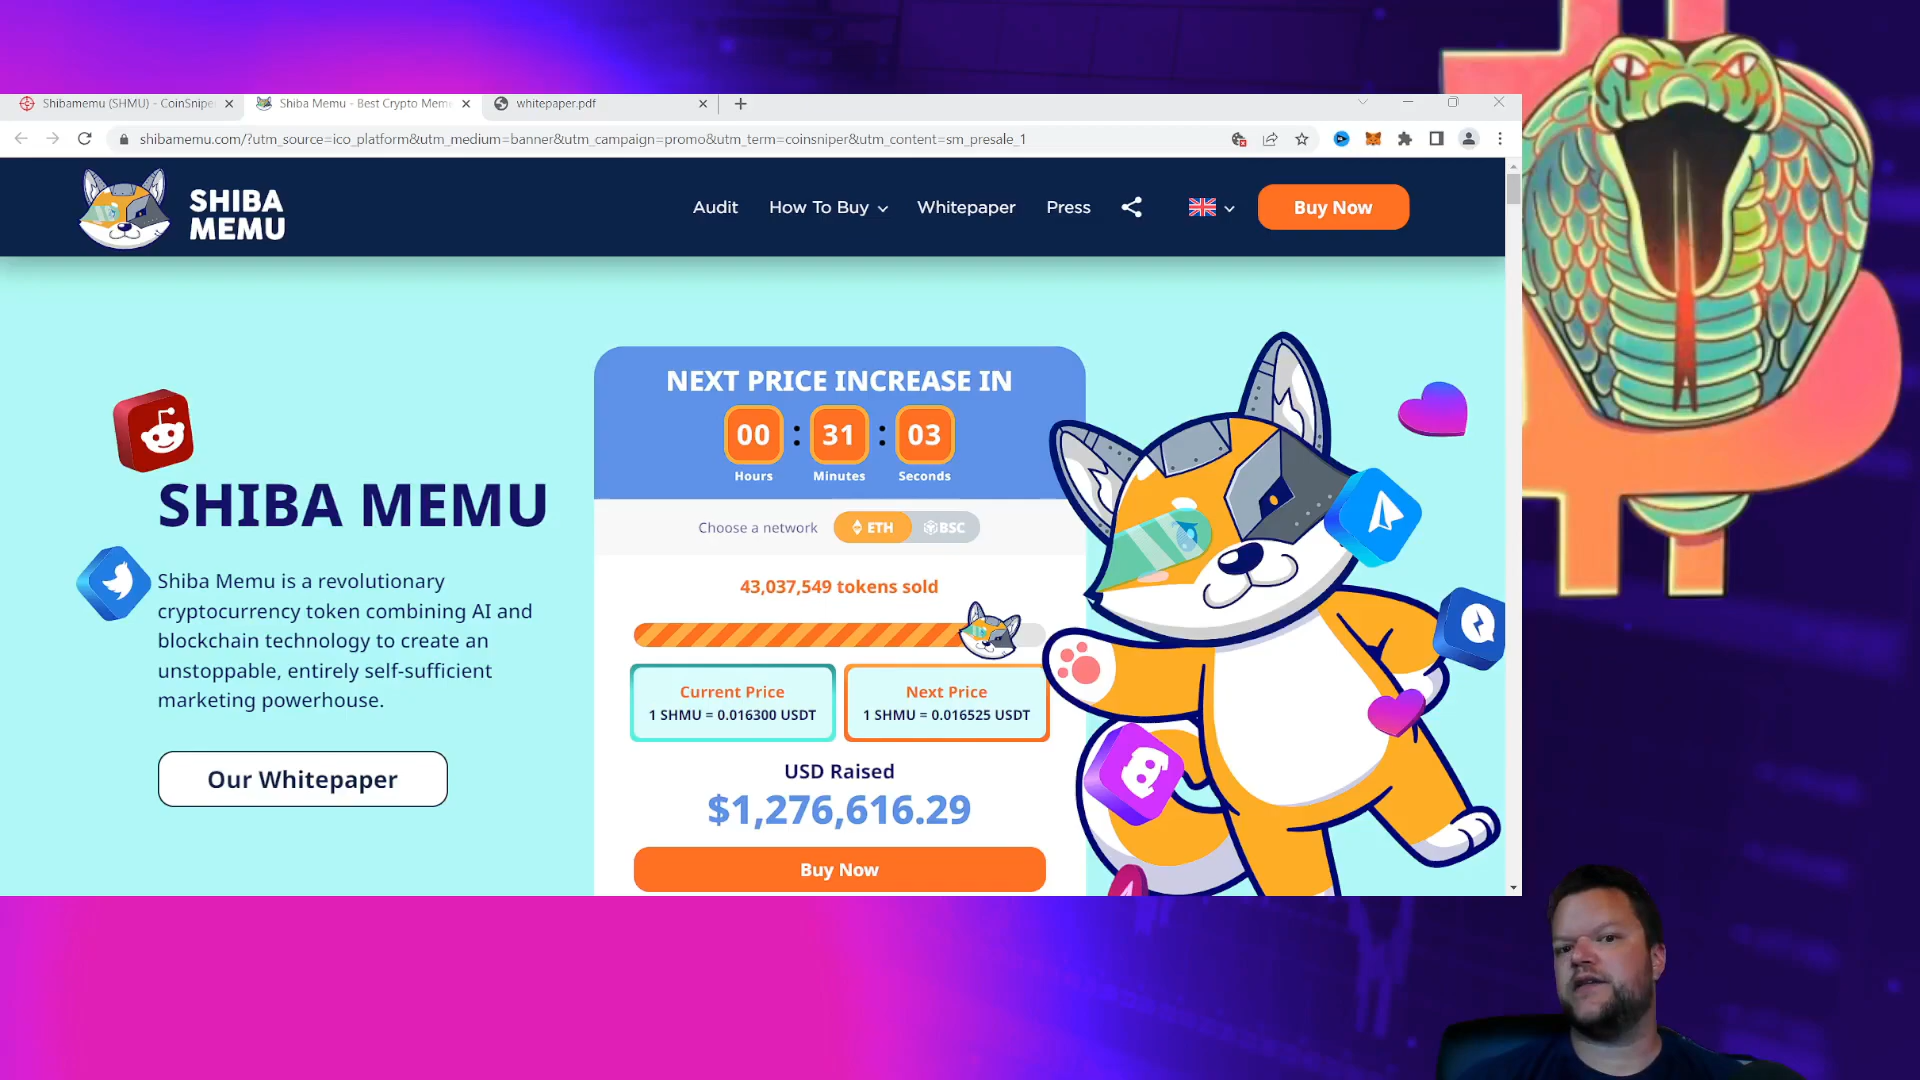 Shibamemu (SHMU) - CoinSnipe
Shiba Memu - Best Crypto Mem
whitepaper.pdf
shibamemu.com/?utm_source=ico_platform&utm_medium=banner&utm_campaign=promo&utm_term=coinsniper&utm_content=sm_presale_1
SHIBA
MEMU
Audit
How To Buy
Whitepaper
Press
Buy Now
NEXT PRICE INCREASE IN
00 : 31 : 03
Hours Minutes Seconds
Choose a network
ETH
BSC
43,037,549 tokens sold
Current Price
1 SHMU = 0.016300 USDT
Next Price
1 SHMU = 0.016525 USDT
USD Raised
$1,276,616.29
Buy Now
SHIBA MEMU
Shiba Memu is a revolutionary
cryptocurrency token combining AI and
blockchain technology to create an
unstoppable, entirely self-sufficient
marketing powerhouse.
Our Whitepaper